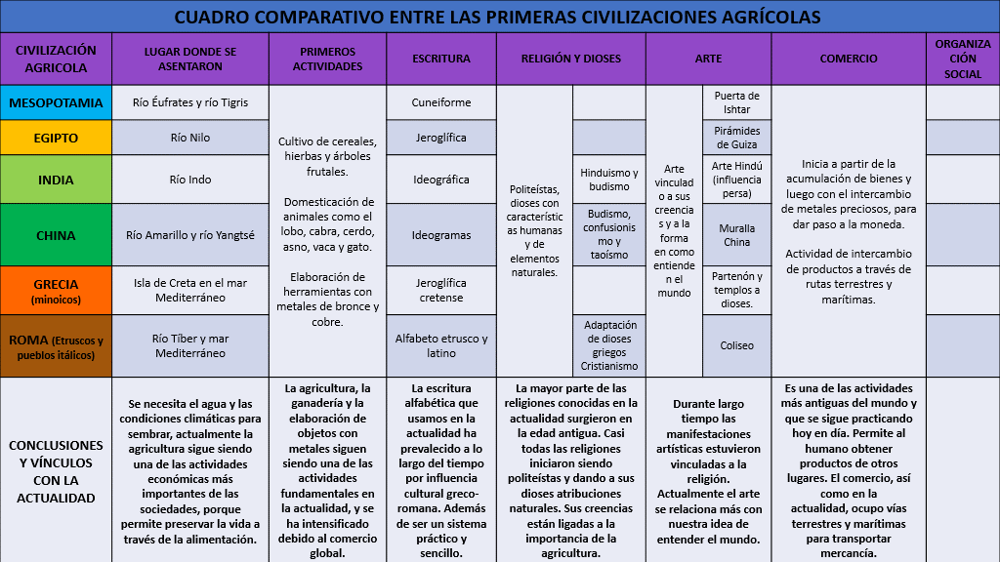 CUADRO COMPARATIVO ENTRE LAS PRIMERAS CIVILIZACIONES AGRÍCOLAS
CIVILIZACIÓN
AGRICOLA
LUGAR DONDE SE
ASENTARON
PRIMEROS
ACTIVIDADES
ESCRITURA
RELIGIÓN Y DIOSES
ARTE
COMERCIO
ORGANIZA
CIÓN
SOCIAL
MESOPOTAMIA
Río Éufrates y río Tigris
Cultivo de cereales,
hierbas y árboles
frutales.
Domesticación de
animales como el
lobo, cabra, cerdo,
asno, vaca y gato.
Elaboración de
herramientas con
metales de bronce y
cobre.
Cuneiforme
Politeístas,
dioses con
característic
as humanas
y de
elementos
naturales.
Arte
vinculad
o a sus
creencia
s y a la
forma
en como
entiende
n el
mundo
Puerta de
Ishtar
Inicia a partir de la
acumulación de bienes y
luego con el intercambio
de metales preciosos, para
dar paso a la moneda.
Actividad de intercambio
de productos a través de
rutas terrestres y
marítimas.
EGIPTO
Río Nilo
Jeroglífica
Pirámides
de Guiza
INDIA
Río Indo
Ideográfica
Hinduismo y
budismo
Arte Hindú
(influencia
persa)
CHINA
Río Amarillo y río Yangtsé
Ideogramas
Budismo,
confusionis
mo y
taoísmo
Muralla
China
GRECIA
(minoicos)
Isla de Creta en el mar
Mediterráneo
Jeroglífica
cretense
Partenón y
templos a
dioses.
ROMA (Etruscos y
pueblos itálicos)
Río Tíber y mar
Mediterráneo
Alfabeto etrusco y
latino
Adaptación
de dioses
griegos
Cristianismo
Coliseo
CONCLUSIONES
Y VÍNCULOS
CON LA
ACTUALIDAD
Se necesita el agua y las
condiciones climáticas para
sembrar, actualmente la
agricultura sigue siendo
una de las actividades
económicas más
importantes de las
sociedades, porque
permite preservar la vida a
través de la alimentación.
La agricultura, la
ganadería y la
elaboración de
objetos con
metales siguen
siendo una de las
actividades
fundamentales en
la actualidad, y se
ha intensificado
debido al comercio
global.
La escritura
alfabética que
usamos en la
actualidad ha
prevalecido a lo
largo del tiempo
por influencia
cultural greco-
romana. Además
de ser un sistema
práctico y
sencillo.
La mayor parte de las
religiones conocidas en la
actualidad surgieron en
la edad antigua. Casi
todas las religiones
iniciaron siendo
politeístas y dando a sus
dioses atribuciones
naturales. Sus creencias
están ligadas a la
importancia de la
agricultura.
Durante largo
tiempo las
manifestaciones
artísticas estuvieron
vinculadas a la
religión.
Actualmente el arte
se relaciona más con
nuestra idea de
entender el mundo.
Es una de las actividades
más antiguas del mundo y
que se sigue practicando
hoy en día. Permite al
humano obtener
productos de otros
lugares. El comercio, así
como en la
actualidad, ocupo vías
terrestres y marítimas
para transportar
mercancía.